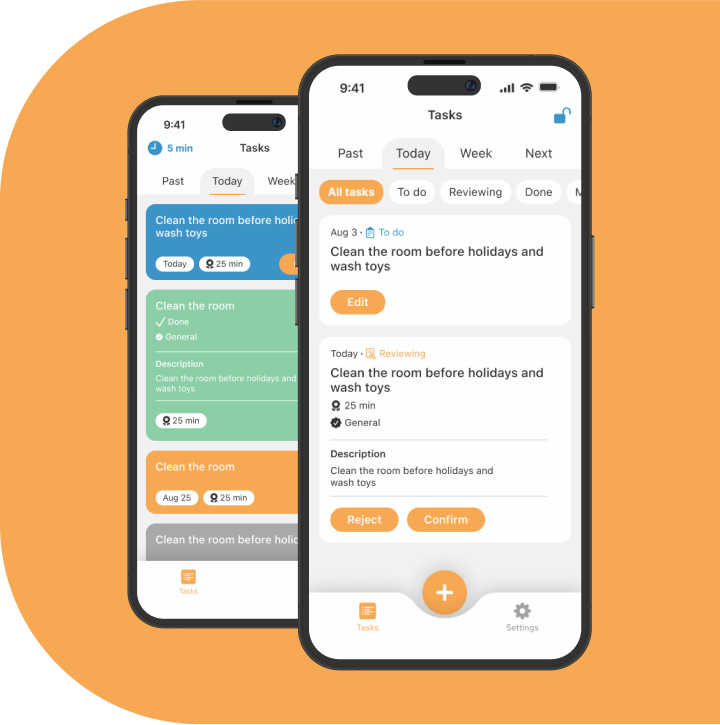 9:41
5 min
Tasks
Past
Today
Week
Clean the room before holid
wash toys
Today
25 min
Clean the room
Done
General
Description
Clean the room before holidays and
wash toys
25 min
Clean the room
Aug 25
25 min
Clean the room before holid
Tasks
9:41
Tasks
Past
Today
Week
Next
All tasks
To do
Reviewing
Done
Aug 3 · To do
Clean the room before holidays and
wash toys
Edit
Today · Reviewing
Clean the room before holidays and
wash toys
25 min
General
Description
Clean the room before holidays and
wash toys
Reject
Confirm
+
Tasks
Settings